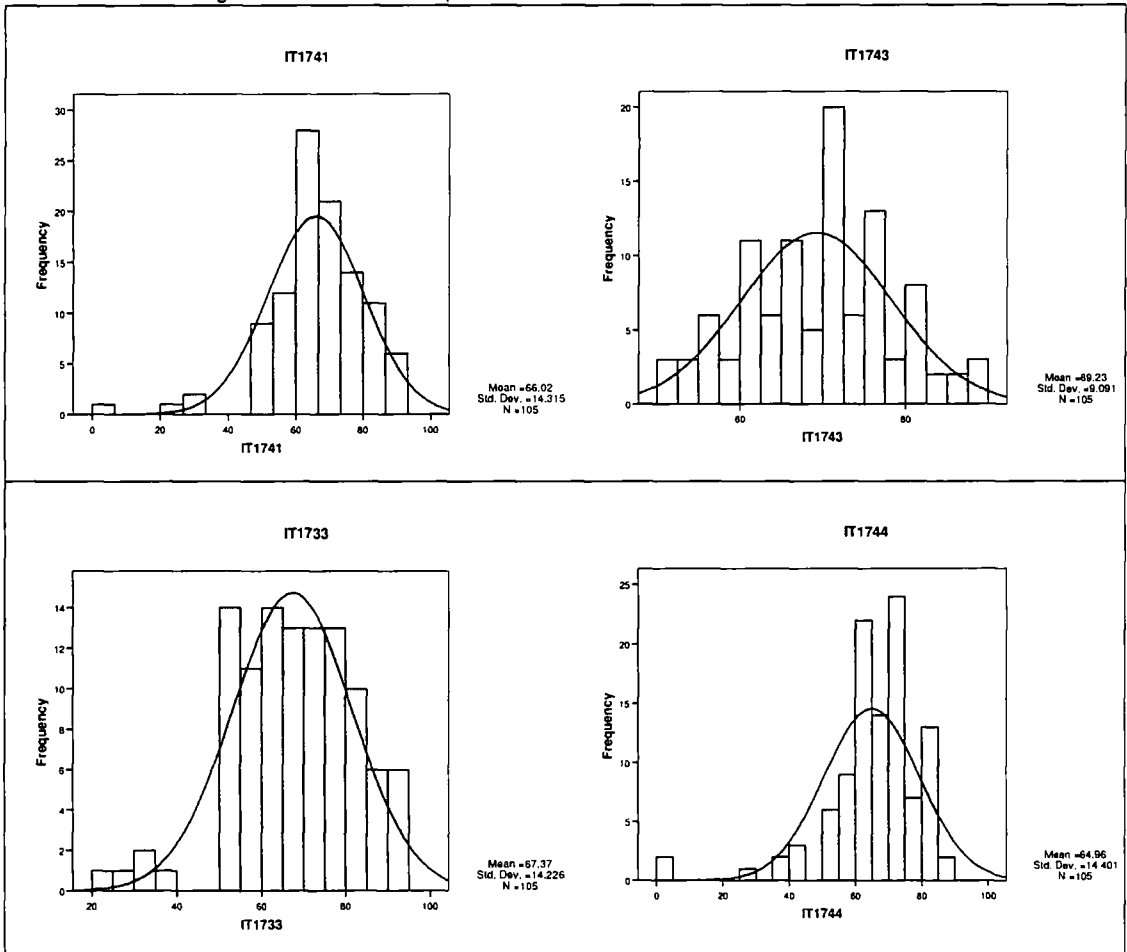 IT1741
30
25
20
15
10
5
0
Frequency
0 20 40 60 80 100
IT1741
Mean =66.02
Std. Dev. =14.315
N =105
IT1743
20
15
10
5
0
Frequency
60 80
IT1743
Mean =69.23
Std. Dev. =9.091
N =105
IT1733
14
12
10
8
6
4
2
0
Frequency
20 40 60 80 100
IT1733
Mean =67.37
Std. Dev. =14.226
N =105
IT1744
25
20
15
10
5
0
Frequency
0 20 40 60 80 100
IT1744
Mean =64.96
Std. Dev. =14.401
N =105